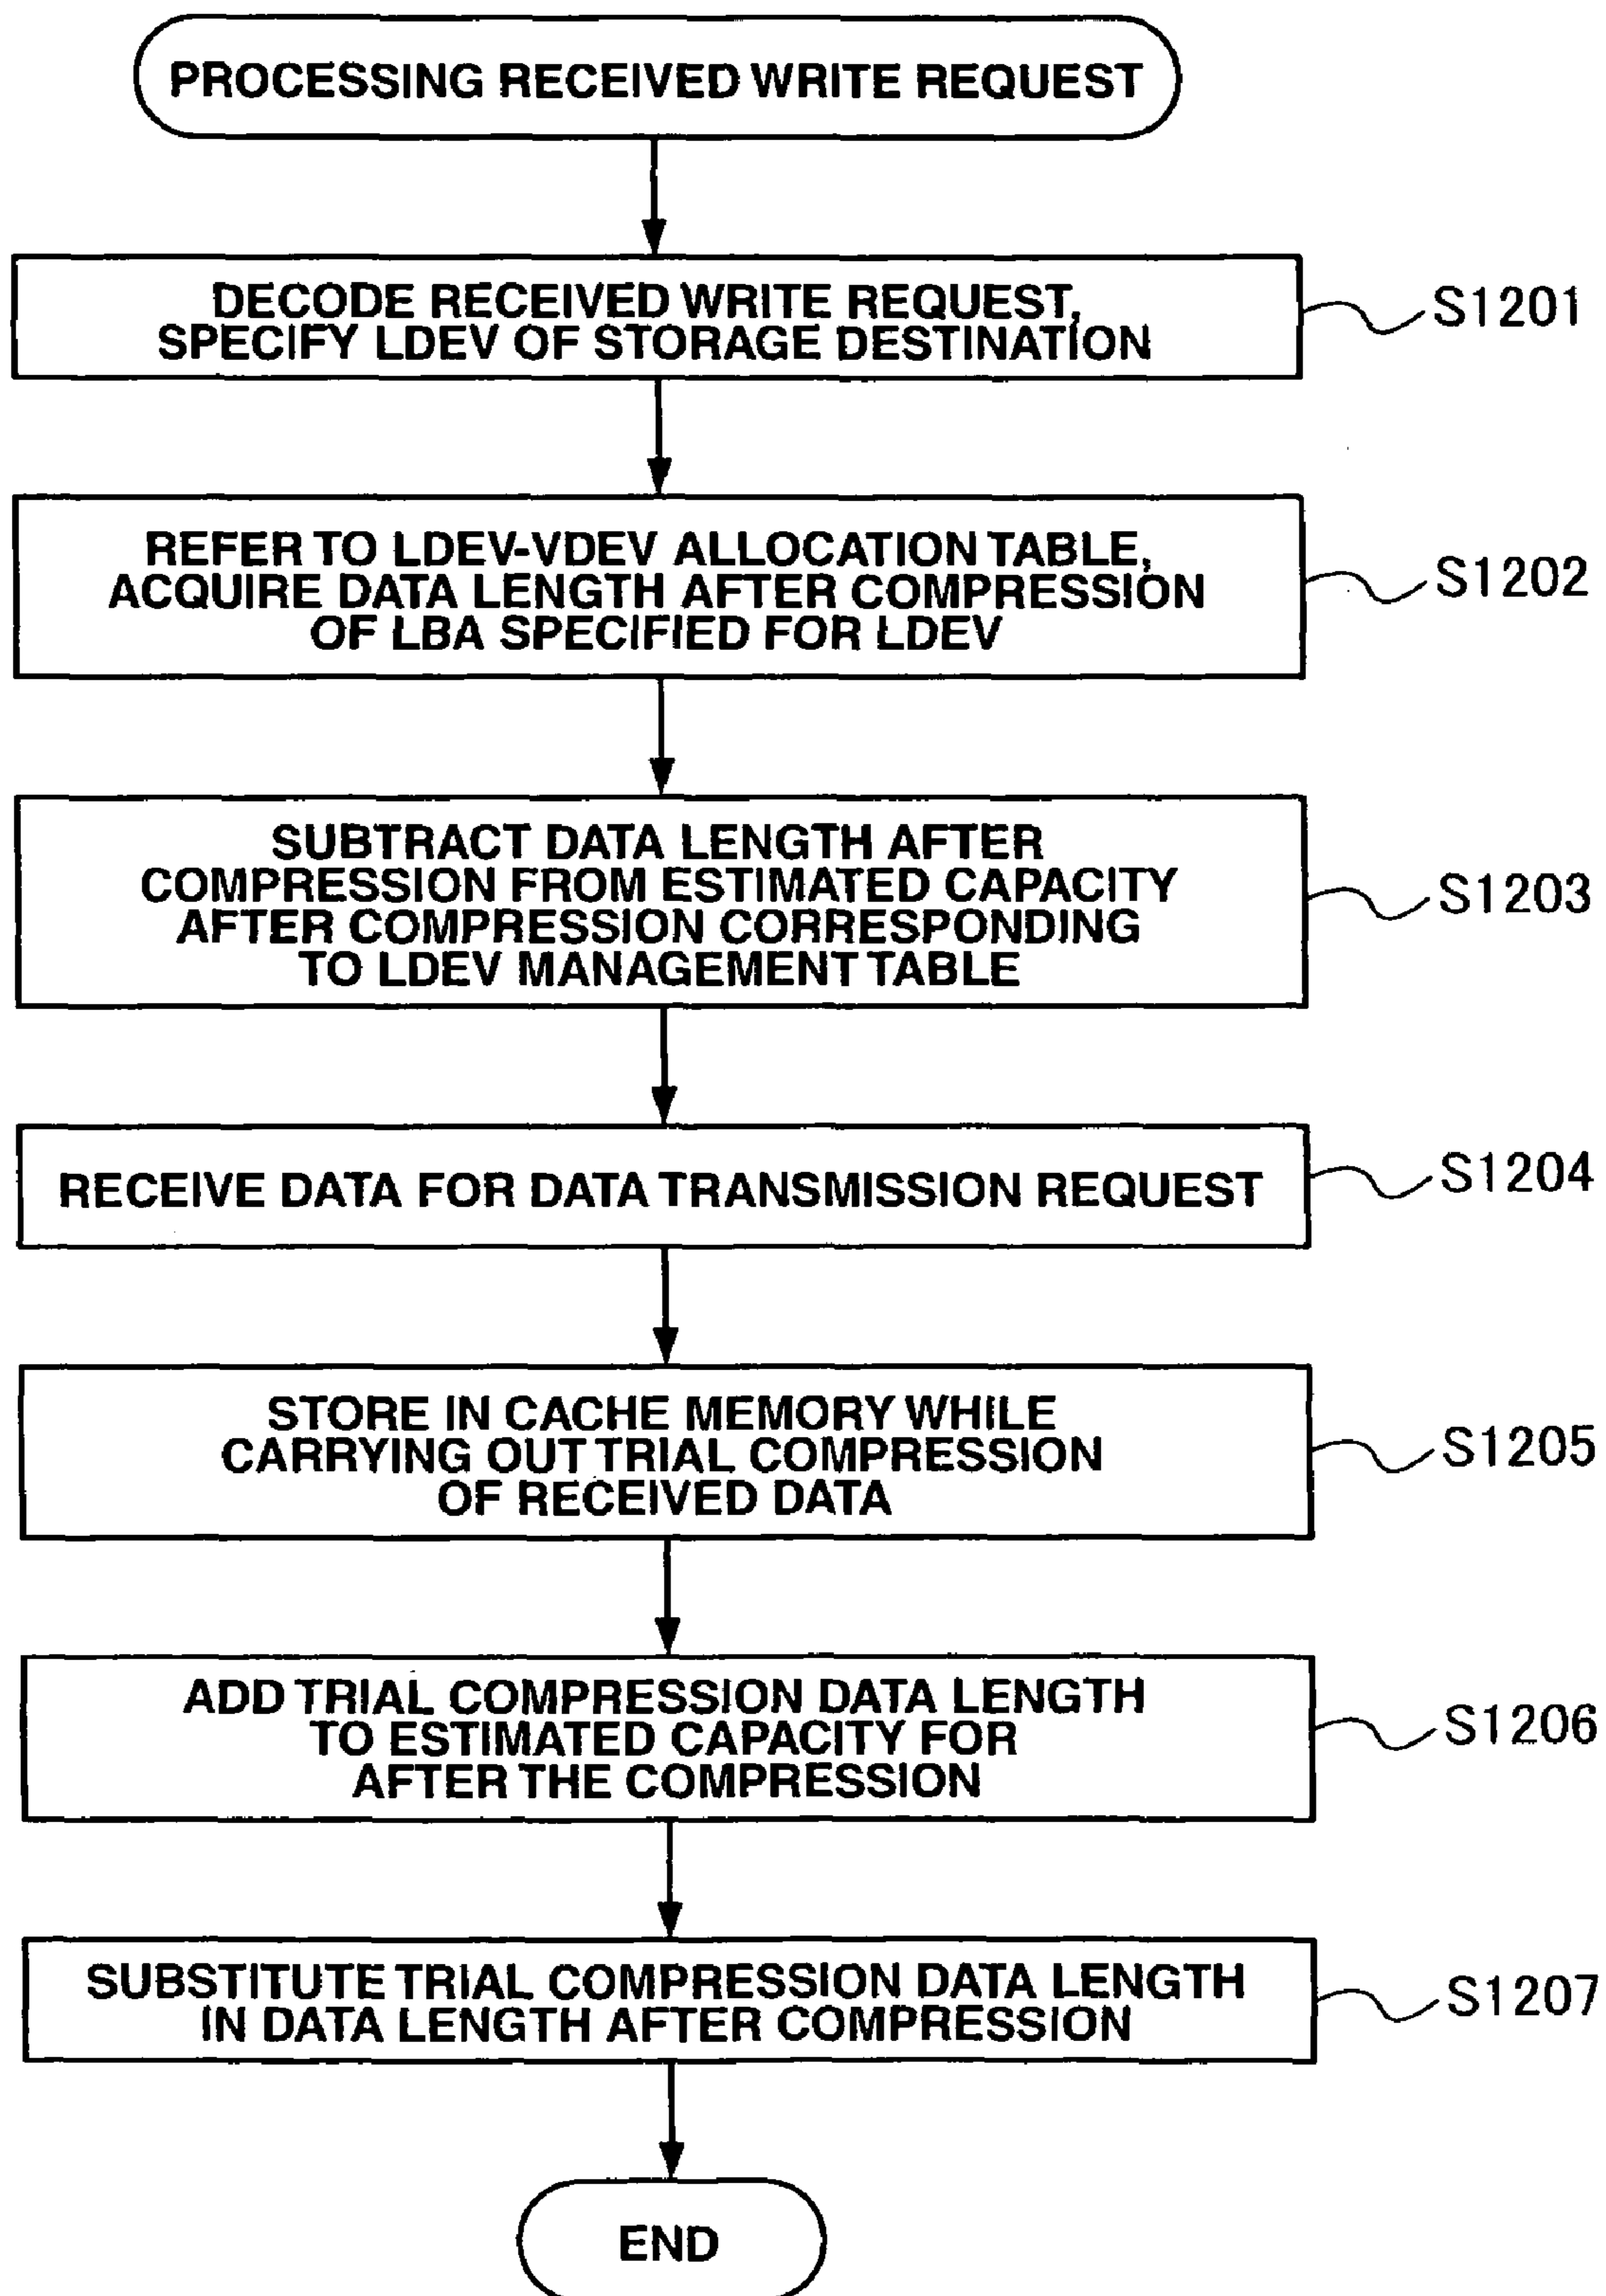 PROCESSING RECEIVED WRITE REQUEST
DECODE RECEIVED WRITE REQUEST,
SPECIFY LDEV OF STORAGE DESTINATION
S1201
REFER TO LDEV-VDEV ALLOCATION TABLE,
ACQUIRE DATA LENGTH AFTER COMPRESSION
OF LBA SPECIFIED FOR LDEV
S1202
SUBTRACT DATA LENGTH AFTER
COMPRESSION FROM ESTIMATED CAPACITY
AFTER COMPRESSION CORRESPONDING
TO LDEV MANAGEMENT TABLE
S1203
RECEIVE DATA FOR DATA TRANSMISSION REQUEST
S1204
STORE IN CACHE MEMORY WHILE
CARRYING OUT TRIAL COMPRESSION
OF RECEIVED DATA
S1205
ADD TRIAL COMPRESSION DATA LENGTH
TO ESTIMATED CAPACITY FOR
AFTER THE COMPRESSION
S1206
SUBSTITUTE TRIAL COMPRESSION DATA LENGTH
IN DATA LENGTH AFTER COMPRESSION
S1207
END